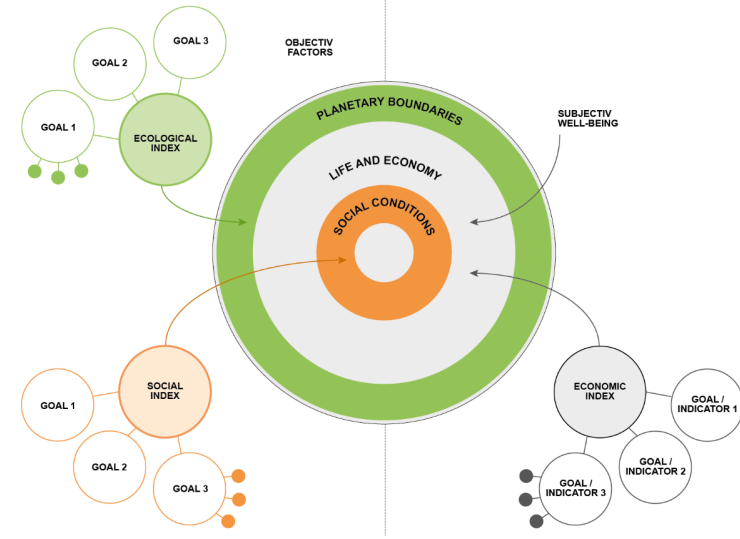 GOAL 3
OBJECTIV
FACTORS
GOAL 2
GOAL 1
ECOLOGICAL
INDEX
PLANETARY BOUNDARIES
SUBJECTIV
WELL-BEING
LIFE AND ECONOMY
SOCIAL CONDITIONS
SOCIAL
INDEX
GOAL 1
GOAL 2
GOAL 3
ECONOMIC
INDEX
GOAL /
INDICATOR 1
GOAL /
INDICATOR 2
GOAL /
INDICATOR 3